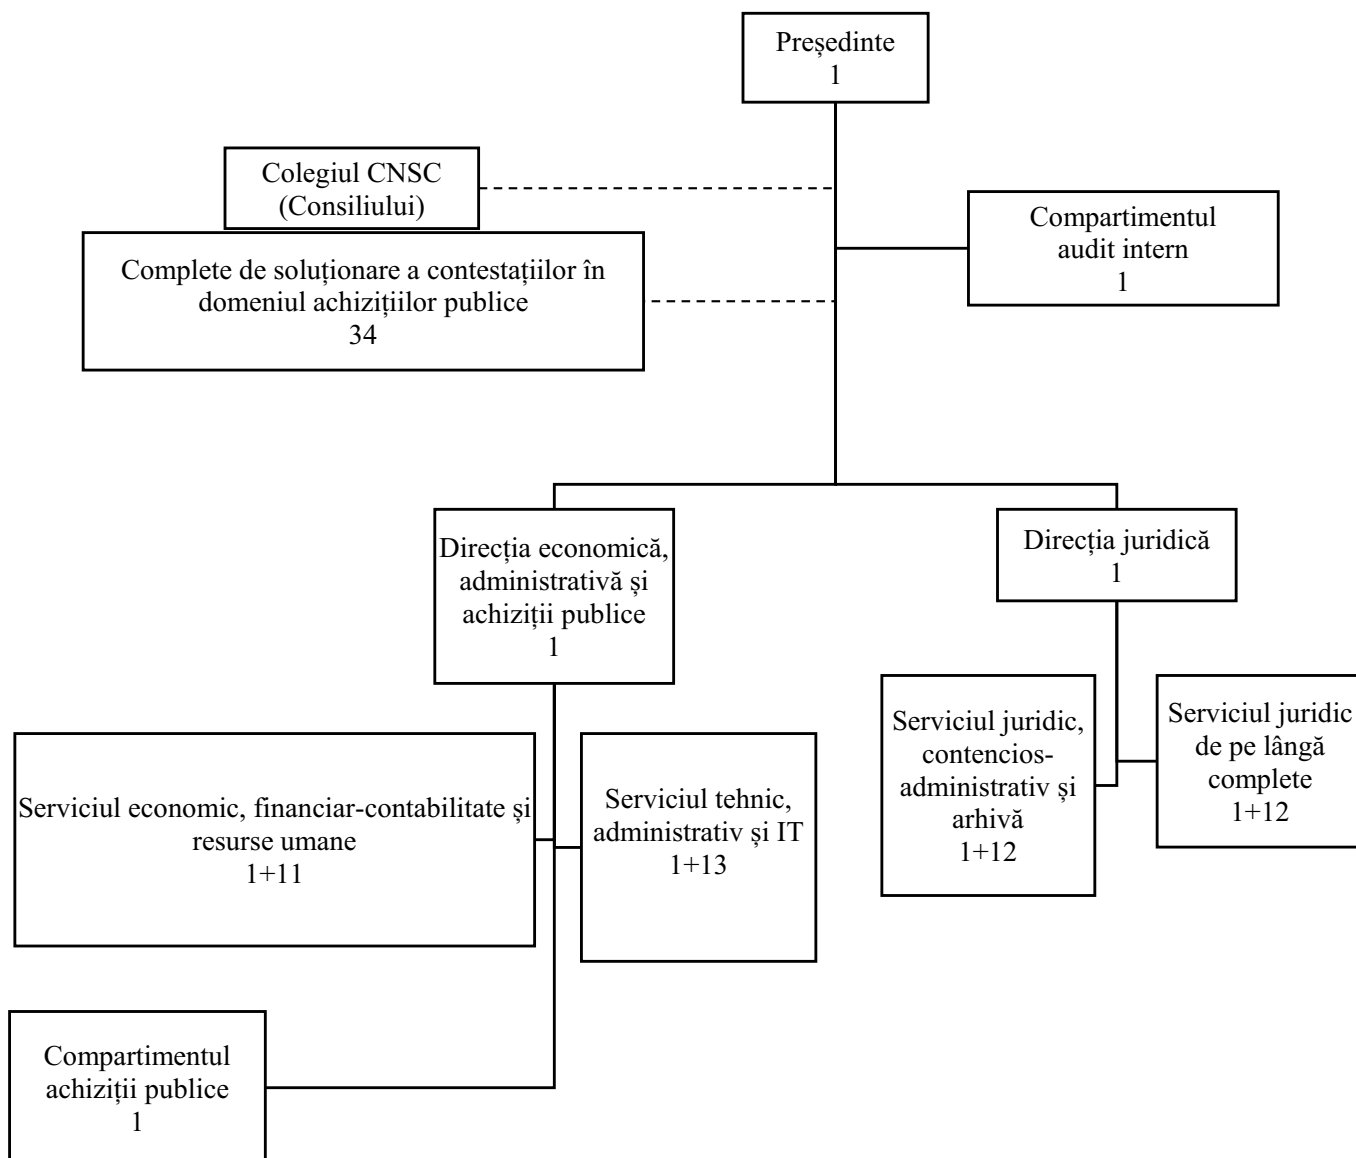 Președinte
1
Colegiul CNSC
(Consiliului)
Compartimentul
audit intern
1
Complete de soluționare a contestațiilor în
domeniul achizițiilor publice
34
Direcția economică,
administrativă și
achiziții publice
1
Direcția juridică
1
Serviciul economic, financiar-contabilitate și
resurse umane
1+11
Serviciul tehnic,
administrativ și IT
1+13
Serviciul juridic,
contencios-
administrativ și
arhivă
1+12
Serviciul juridic
de pe lângă
complete
1+12
Compartimentul
achiziții publice
1